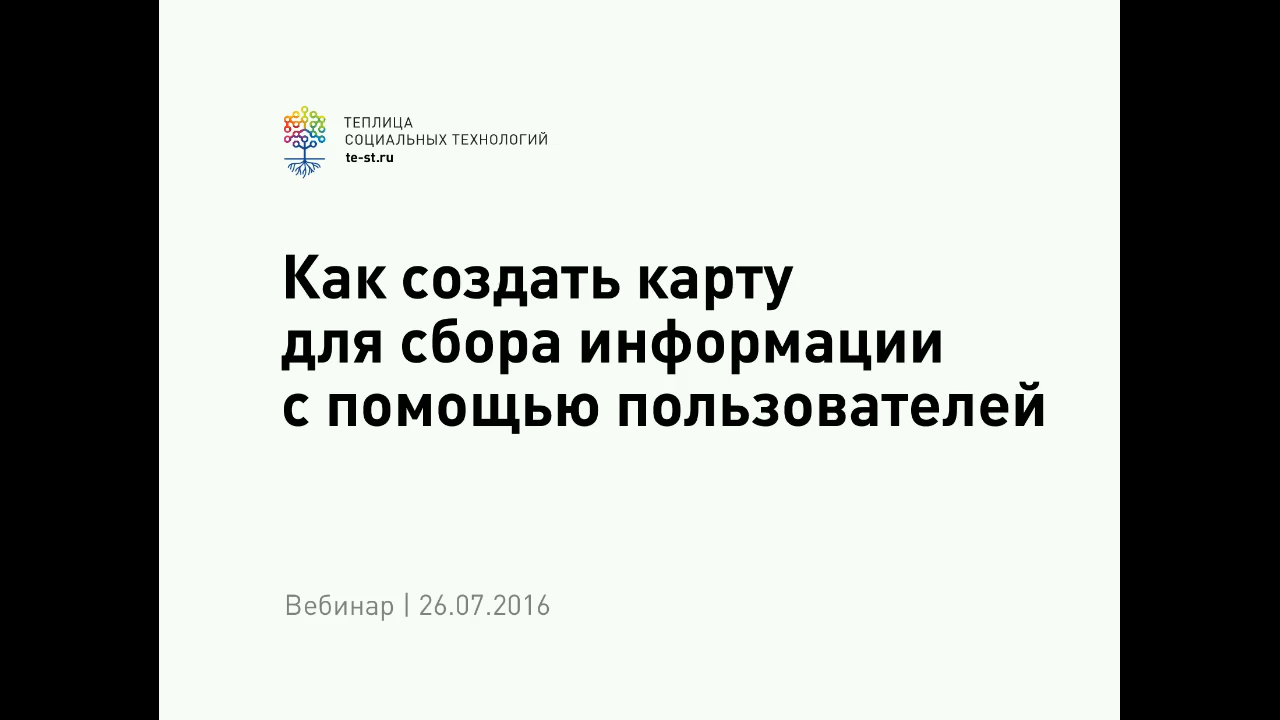 ТЕПЛИЦА
СОЦИАЛЬНЫХ ТЕХНОЛОГИЙ
te-st.ru
Как создать карту
для сбора информации
с помощью пользователей
Вебинар | 26.07.2016